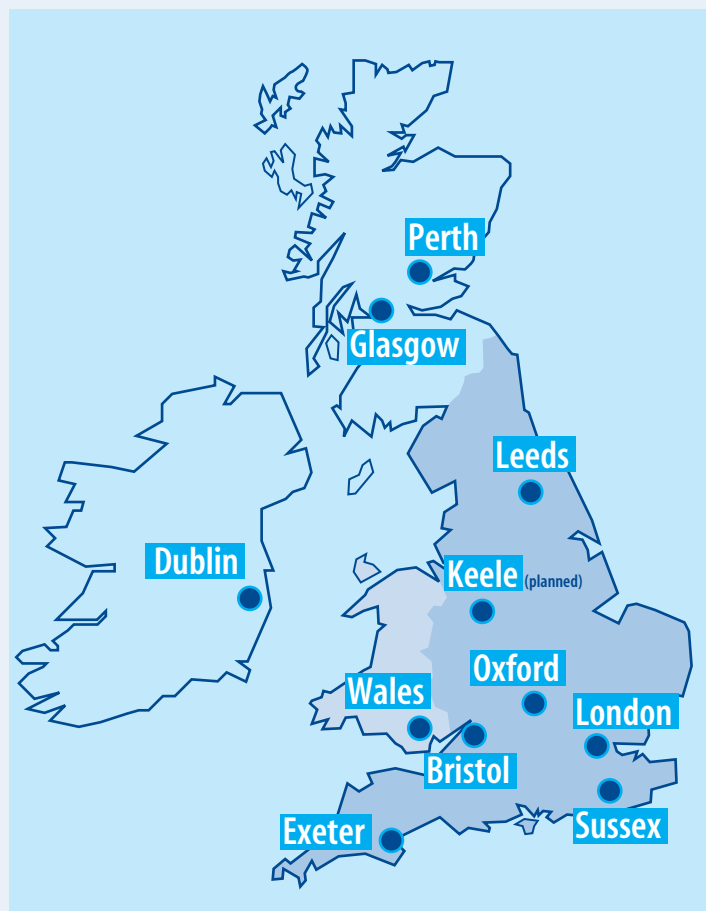 Perth
Glasgow
Leeds
Dublin
Keele (planned)
Oxford
Wales
London
Bristol
Exeter
Sussex